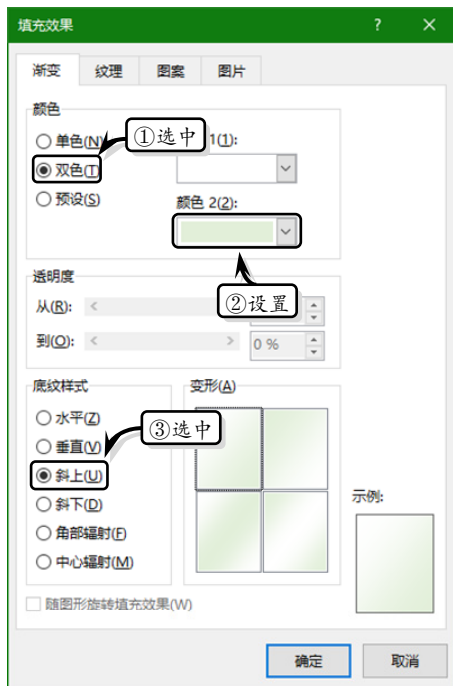 填充效果 ? ×
渐变 纹理 图案 图片
颜色
单色(N) ①选中 1(1):
双色(T)
预设(S) 颜色 2(2):
透明度
从(R): < ②设置
到(O): < > 0 %
底纹样式 变形(A)
水平(Z)
③选中
垂直(V)
斜上(U)
斜下(D) 示例:
角部辐射(F)
中心辐射(M)
随图形旋转填充效果(W)
确定 取消